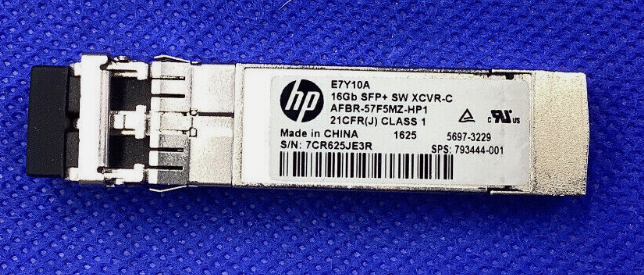 hp
E7Y10A
16Gb SFP+ SW XCVR-C
AFBR-57F5MZ-HP1
21CFR(J) CLASS 1
Made in CHINA 1625 5697-3229
S/N: 7CR625JE3R SPS: 793444-001